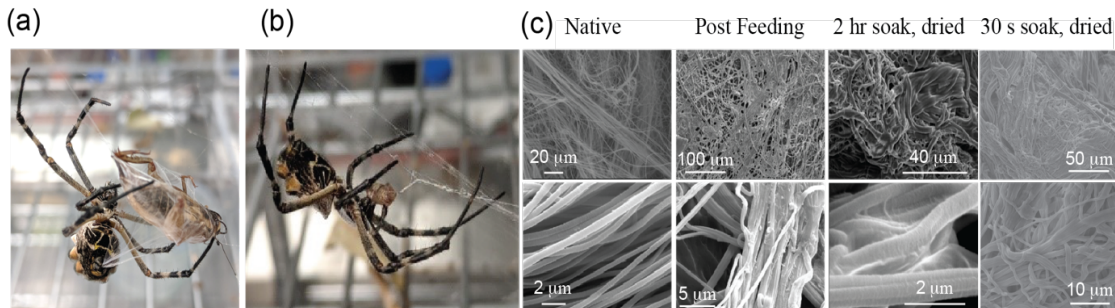 (a)
(b)
(c)
Native
Post Feeding
2 hr soak, dried
30 s soak, dried
20 µm
100 µm
40 µm
50 µm
2 µm
5 µm
2 µm
10 µm